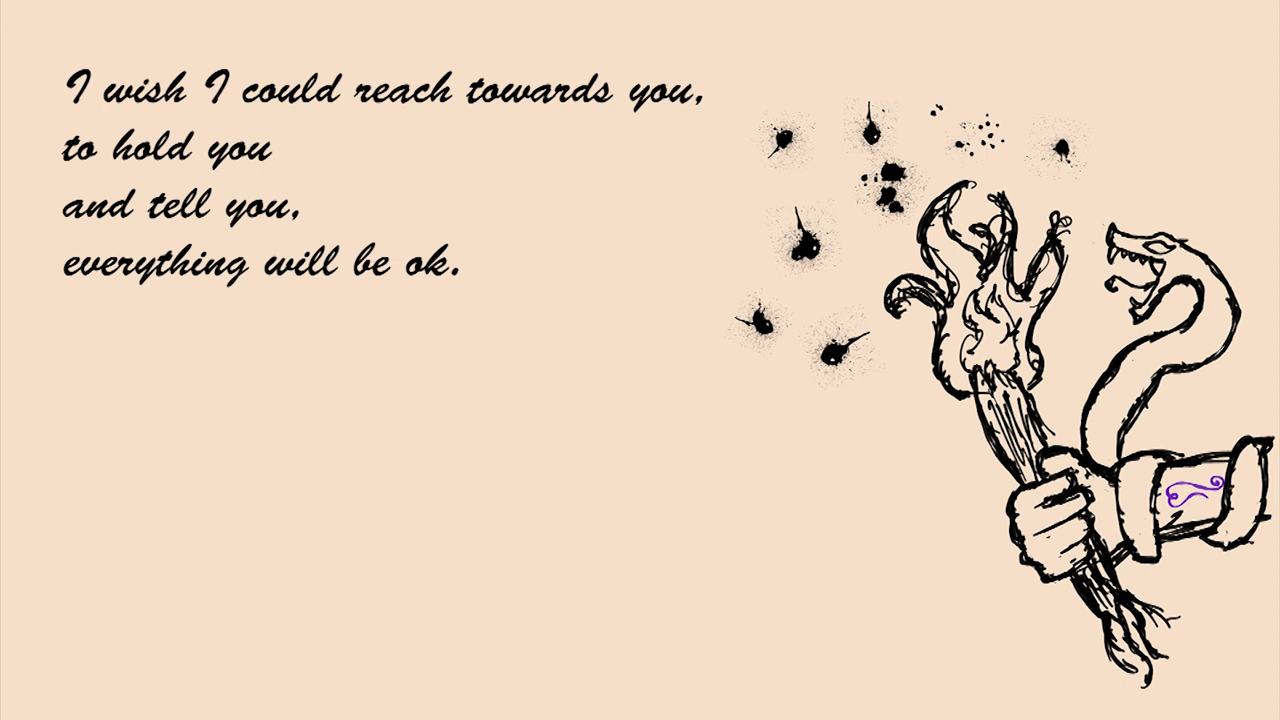 I wish I could reach towards you,
to hold you
and tell you,
everything will be ok.